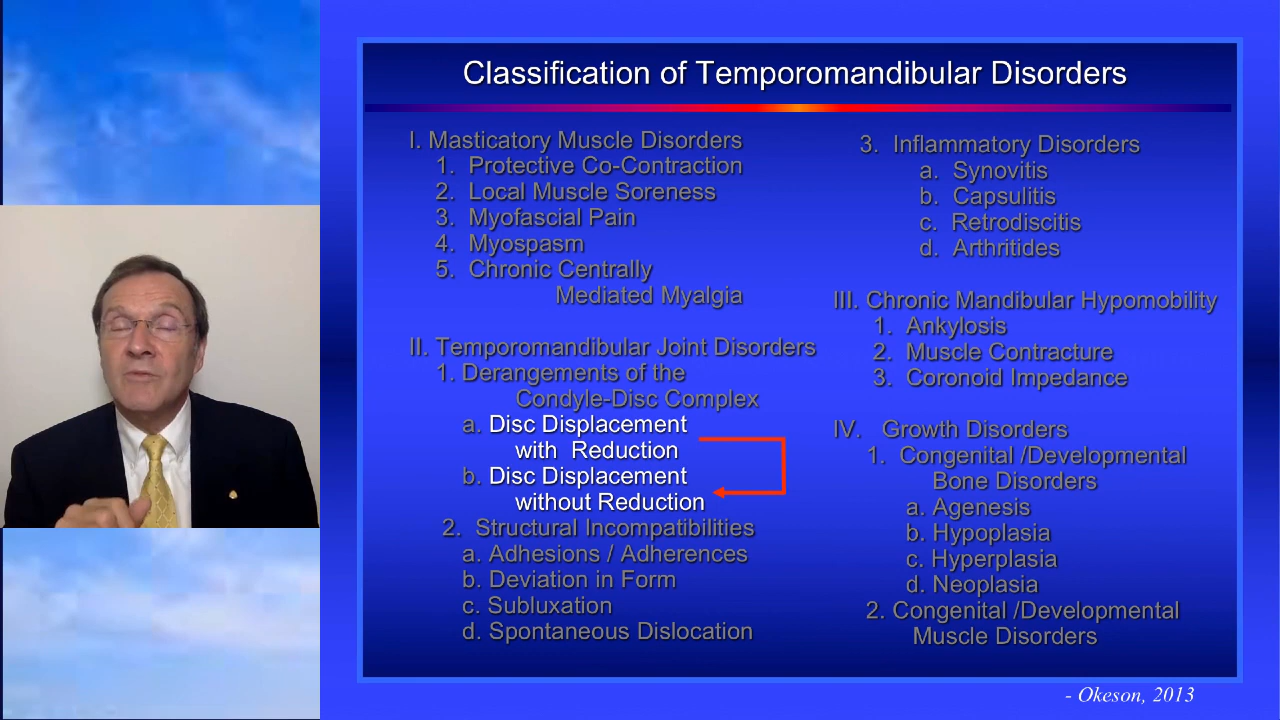 Classification of Temporomandibular Disorders
I. Masticatory Muscle Disorders
1. Protective Co-Contraction
2. Local Muscle Soreness
3. Myofascial Pain
4. Myospasm
5. Chronic Centrally
Mediated Myalgia
II. Temporomandibular Joint Disorders
1. Derangements of the
Condyle-Disc Complex
a. Disc Displacement
with Reduction
b. Disc Displacement
without Reduction
2. Structural Incompatibilities
a. Adhesions / Adherences
b. Deviation in Form
c. Subluxation
d. Spontaneous Dislocation
3. Inflammatory Disorders
a. Synovitis
b. Capsulitis
c. Retrodiscitis
d. Arthritides
III. Chronic Mandibular Hypomobility
1. Ankylosis
2. Muscle Contracture
3. Coronoid Impedance
IV. Growth Disorders
1. Congenital /Developmental
Bone Disorders
a. Agenesis
b. Hypoplasia
c. Hyperplasia
d. Neoplasia
2. Congenital /Developmental
Muscle Disorders
- Okeson, 2013